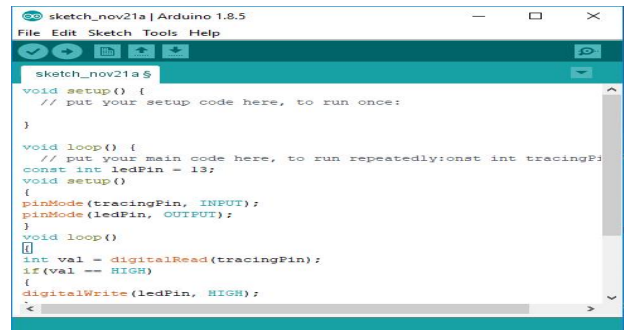 sketch_nov21a | Arduino 1.8.5
File Edit Sketch Tools Help
sketch_nov21a §
void setup() {
// put your setup code here, to run once:
}
void loop() {
// put your main code here, to run repeatedly:onst int tracingPi
const int ledPin = 13;
void setup()
{
pinMode(tracingPin, INPUT);
pinMode(ledPin, OUTPUT);
}
void loop()
{
int val = digitalRead(tracingPin);
if(val == HIGH)
{
digitalWrite(ledPin, HIGH);